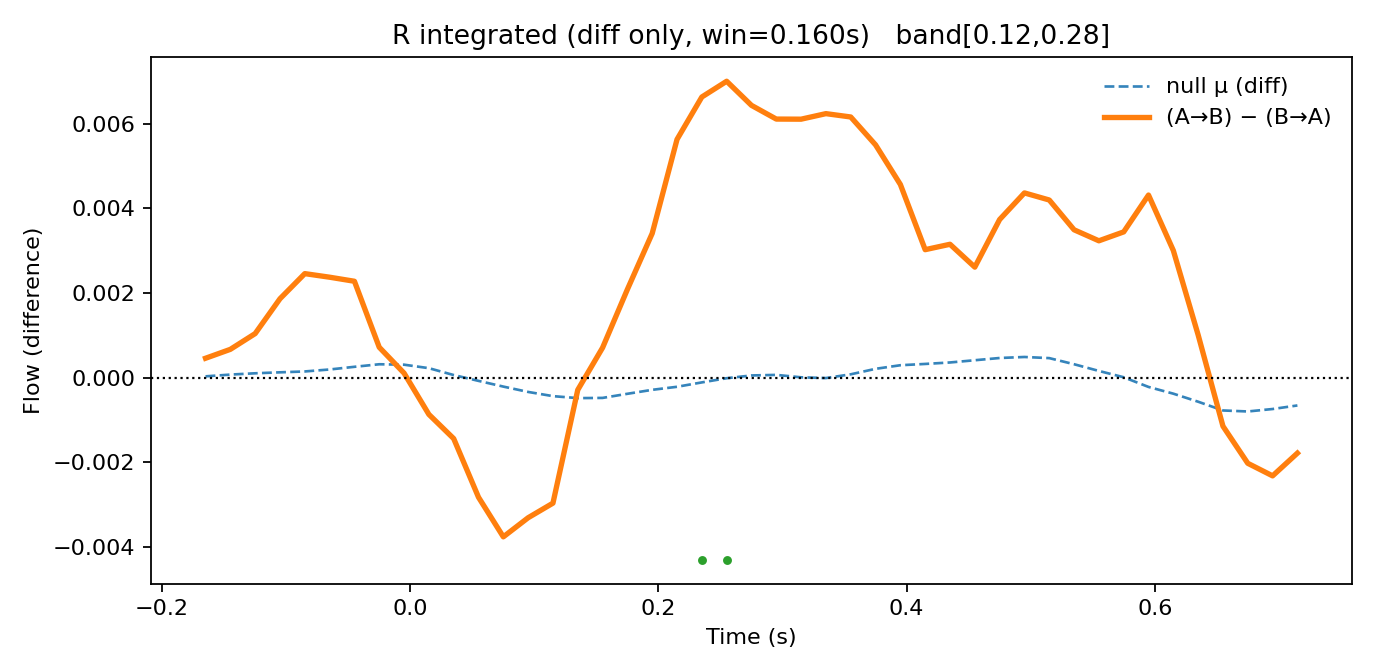 R integrated (diff only, win=0.160s)   band[0.12,0.28]
null μ (diff)
(A→B) − (B→A)
Flow (difference)
0.006
0.004
0.002
0.000
−0.002
−0.004
−0.2
0.0
0.2
0.4
0.6
Time (s)